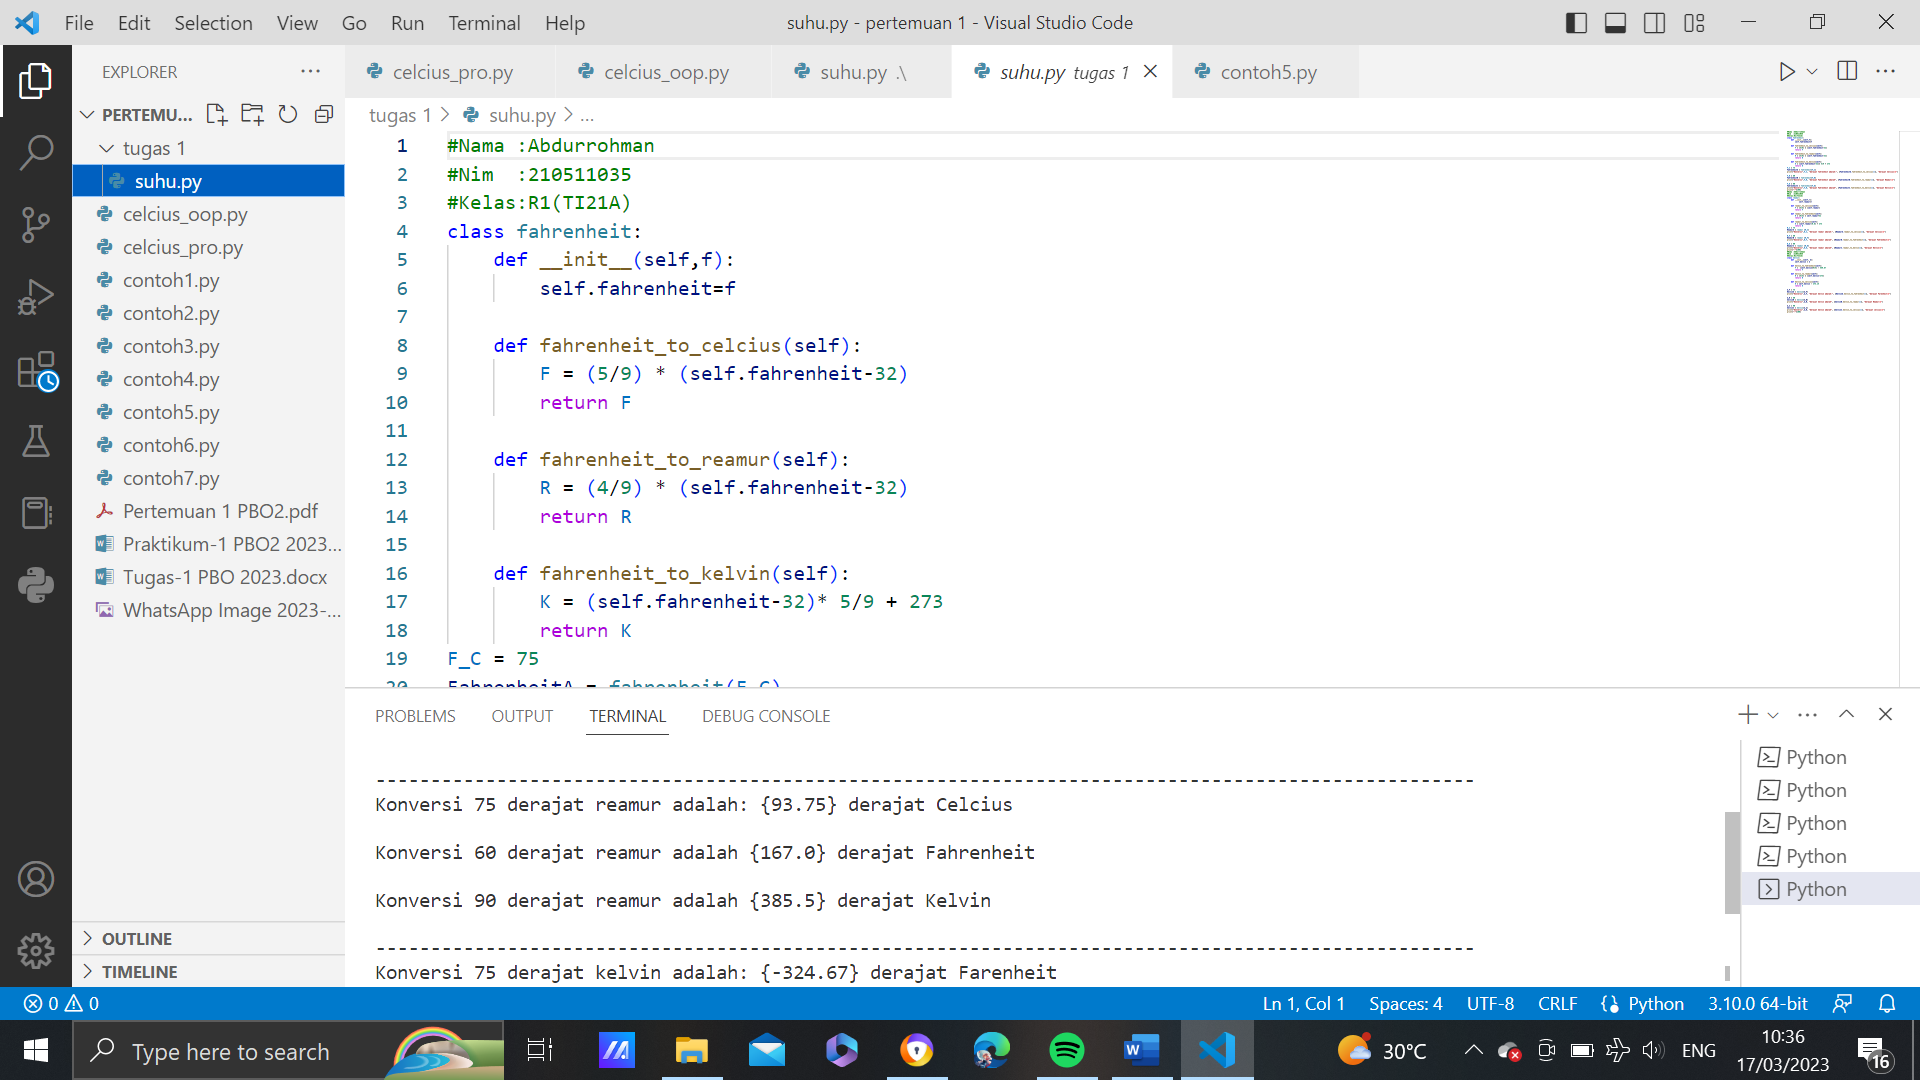 File Edit Selection View Go Run Terminal Help
suhu.py - pertemuan 1 - Visual Studio Code
EXPLORER
PERTEMU...
tugas 1
suhu.py
celcius_oop.py
celcius_pro.py
contoh1.py
contoh2.py
contoh3.py
contoh4.py
contoh5.py
contoh6.py
contoh7.py
Pertemuan 1 PBO2.pdf
Praktikum-1 PBO2 2023...
Tugas-1 PBO 2023.docx
WhatsApp Image 2023-...
OUTLINE
TIMELINE
celcius_pro.py celcius_oop.py suhu.py .\ suhu.py tugas 1 contoh5.py
tugas 1 > suhu.py > ...
1 #Nama :Abdurrohman
2 #Nim  :210511035
3 #Kelas:R1(TI21A)
4 class fahrenheit:
5     def __init__(self,f):
6         self.fahrenheit=f
7
8     def fahrenheit_to_celcius(self):
9         F = (5/9) * (self.fahrenheit-32)
10         return F
11
12     def fahrenheit_to_reamur(self):
13         R = (4/9) * (self.fahrenheit-32)
14         return R
15
16     def fahrenheit_to_kelvin(self):
17         K = (self.fahrenheit-32)* 5/9 + 273
18         return K
19 F_C = 75
20 FahrenheitA = fahrenheit(F_C)
PROBLEMS OUTPUT TERMINAL DEBUG CONSOLE
----------------------------------------------------------------------------------------------------
Konversi 75 derajat reamur adalah: {93.75} derajat Celcius
Konversi 60 derajat reamur adalah {167.0} derajat Fahrenheit
Konversi 90 derajat reamur adalah {385.5} derajat Kelvin
----------------------------------------------------------------------------------------------------
Konversi 75 derajat kelvin adalah: {-324.67} derajat Farenheit
Python
Python
Python
Python
Python
0 0
Ln 1, Col 1 Spaces: 4 UTF-8 CRLF Python 3.10.0 64-bit
Type here to search
30°C
ENG
10:36
17/03/2023
16